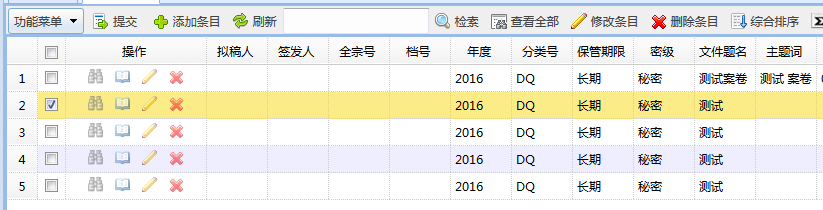 功能菜单 提交 添加条目 刷新 检索 查看全部 修改条目 删除条目 综合排序
操作 拟稿人 签发人 全宗号 档号 年度 分类号 保管期限 密级 文件题名 主题词
1 2016 DQ 长期 秘密 测试案卷 测试 案卷
2 2016 DQ 长期 秘密 测试
3 2016 DQ 长期 秘密 测试
4 2016 DQ 长期 秘密 测试
5 2016 DQ 长期 秘密 测试